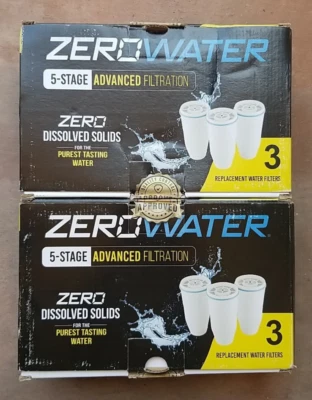 ZEROWATER
5-STAGE ADVANCED FILTRATION
ZERO
DISSOLVED SOLIDS
FOR THE
PUREST TASTING
WATER
3
REPLACEMENT WATER FILTERS
APPROVED
ZEROWATER
5-STAGE ADVANCED FILTRATION
ZERO
DISSOLVED SOLIDS
FOR THE
PUREST TASTING
WATER
3
REPLACEMENT WATER FILTERS